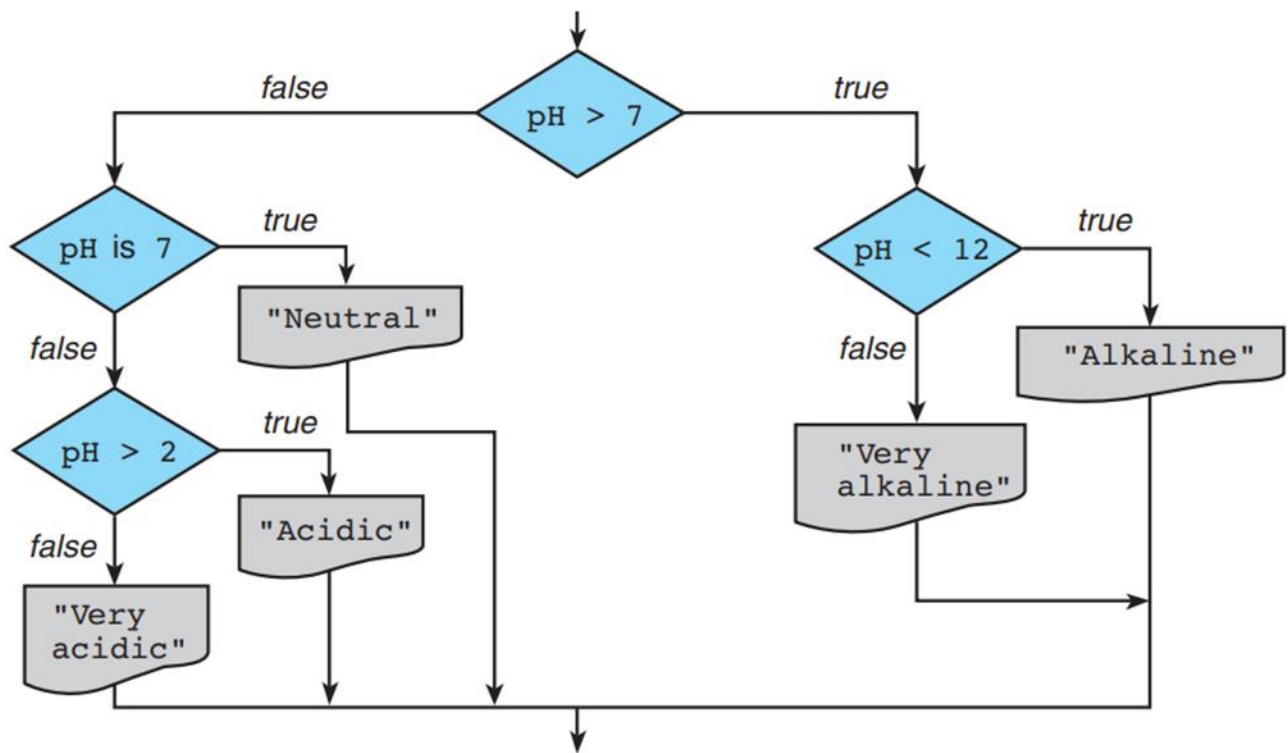 false
true
pH > 7
pH is 7
true
pH < 12
true
"Neutral"
false
false
"Alkaline"
pH > 2
true
"Very
alkaline"
"Acidic"
false
"Very
acidic"